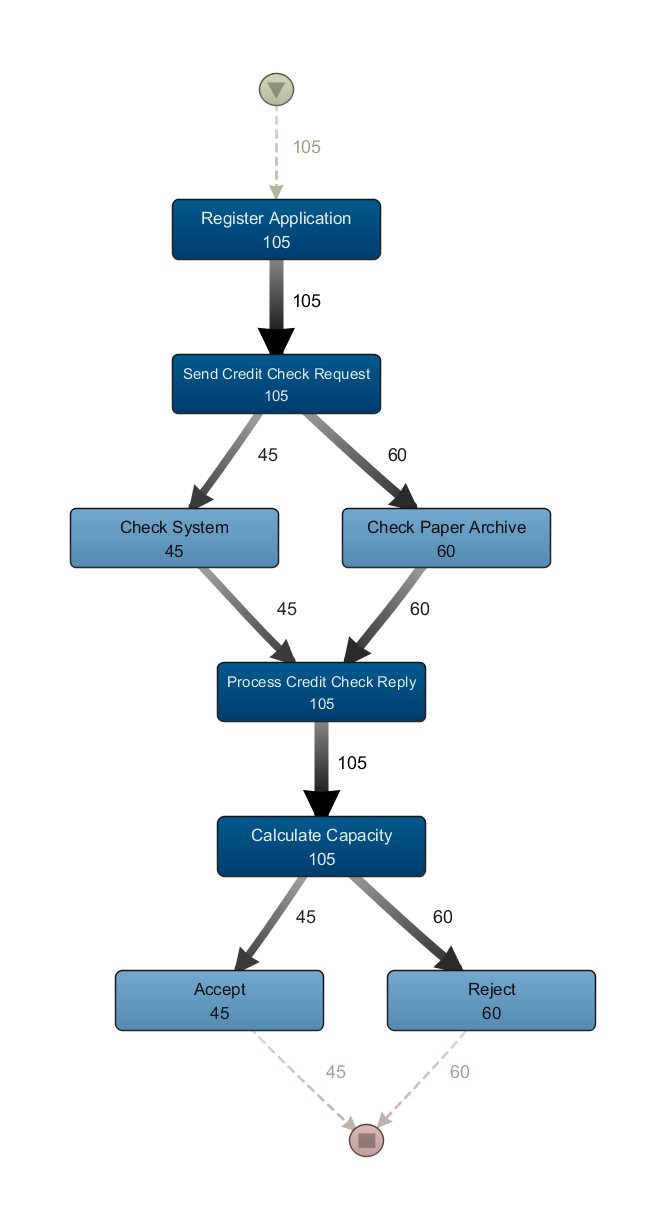 105
Register Application
105
105
Send Credit Check Request
105
45
60
Check System
45
Check Paper Archive
60
45
60
Process Credit Check Reply
105
105
Calculate Capacity
105
45
60
Accept
45
Reject
60
45
60